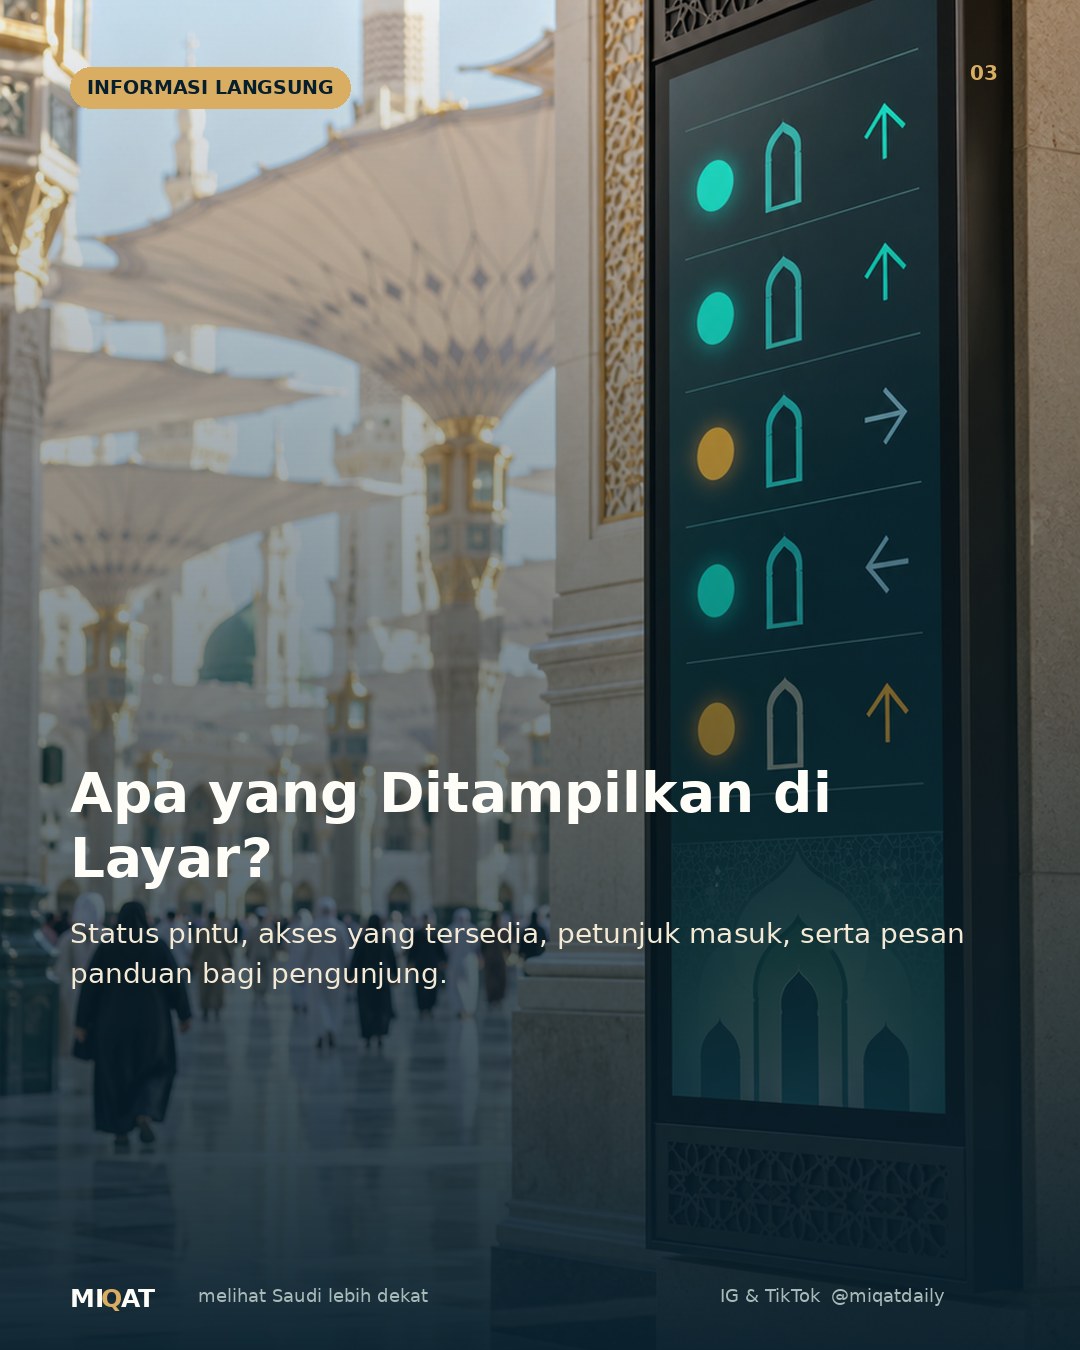 INFORMASI LANGSUNG
03
Apa yang Ditampilkan di
Layar?
Status pintu, akses yang tersedia, petunjuk masuk, serta pesan
panduan bagi pengunjung.
MIQAT
melihat Saudi lebih dekat
IG & TikTok @miqatdaily